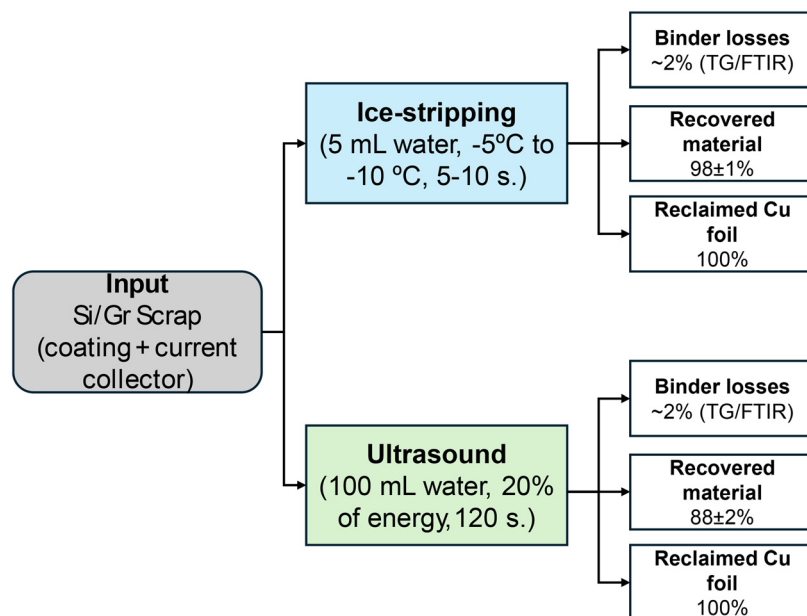 Input
Si/Gr Scrap
(coating + current
collector)
Ice-stripping
(5 mL water, -5ºC to
-10 ºC, 5-10 s.)
Binder losses
~2% (TG/FTIR)
Recovered
material
98±1%
Reclaimed Cu
foil
100%
Ultrasound
(100 mL water, 20%
of energy, 120 s.)
Binder losses
~2% (TG/FTIR)
Recovered
material
88±2%
Reclaimed Cu
foil
100%